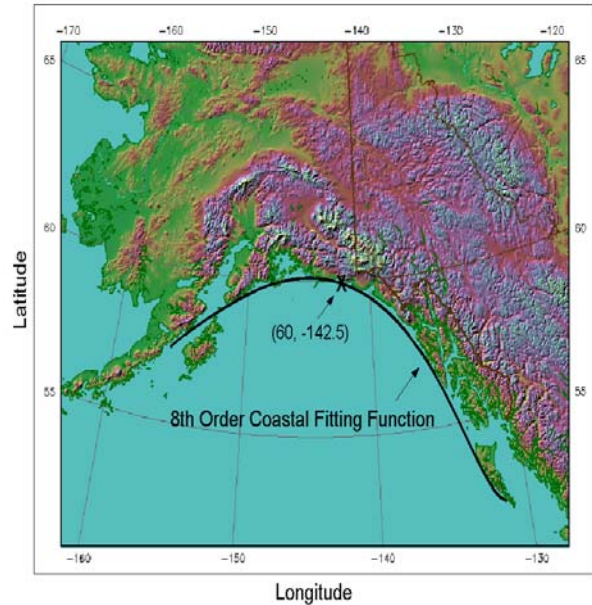 -170 -160 -150 -140 -130 -120
65 65
60 60
55 55
Latitude
(60, -142.5)
8th Order Coastal Fitting Function
-160 -150 -140 -130
Longitude